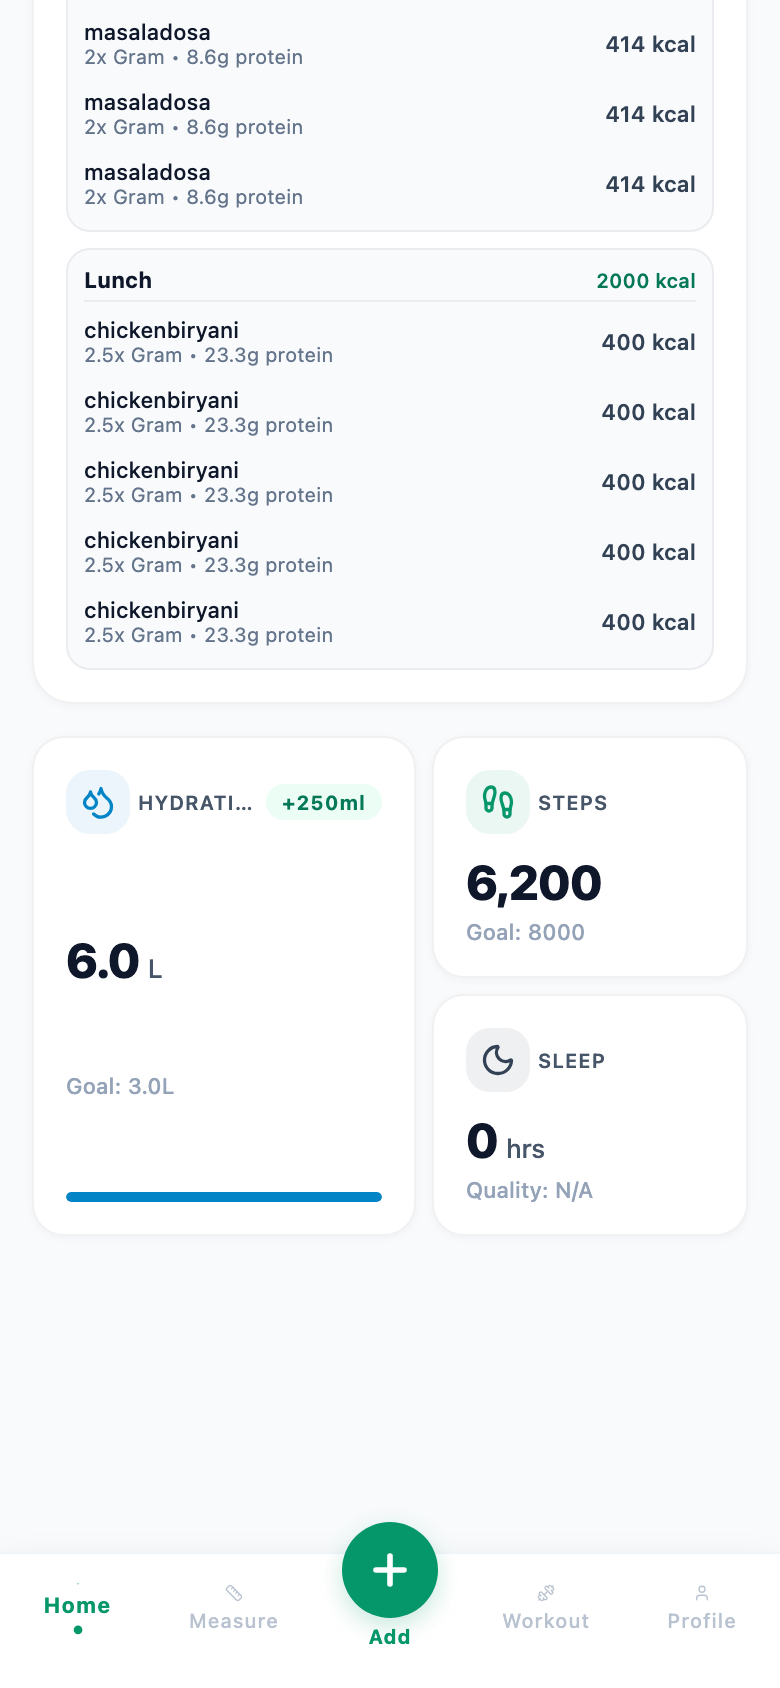 masaladosa
2x Gram • 8.6g protein
414 kcal
masaladosa
2x Gram • 8.6g protein
414 kcal
masaladosa
2x Gram • 8.6g protein
414 kcal
Lunch
2000 kcal
chickenbiryani
2.5x Gram • 23.3g protein
400 kcal
chickenbiryani
2.5x Gram • 23.3g protein
400 kcal
chickenbiryani
2.5x Gram • 23.3g protein
400 kcal
chickenbiryani
2.5x Gram • 23.3g protein
400 kcal
chickenbiryani
2.5x Gram • 23.3g protein
400 kcal
HYDRATI...
+250ml
6.0 L
Goal: 3.0L
STEPS
6,200
Goal: 8000
SLEEP
0 hrs
Quality: N/A
Home
Measure
Add
Workout
Profile